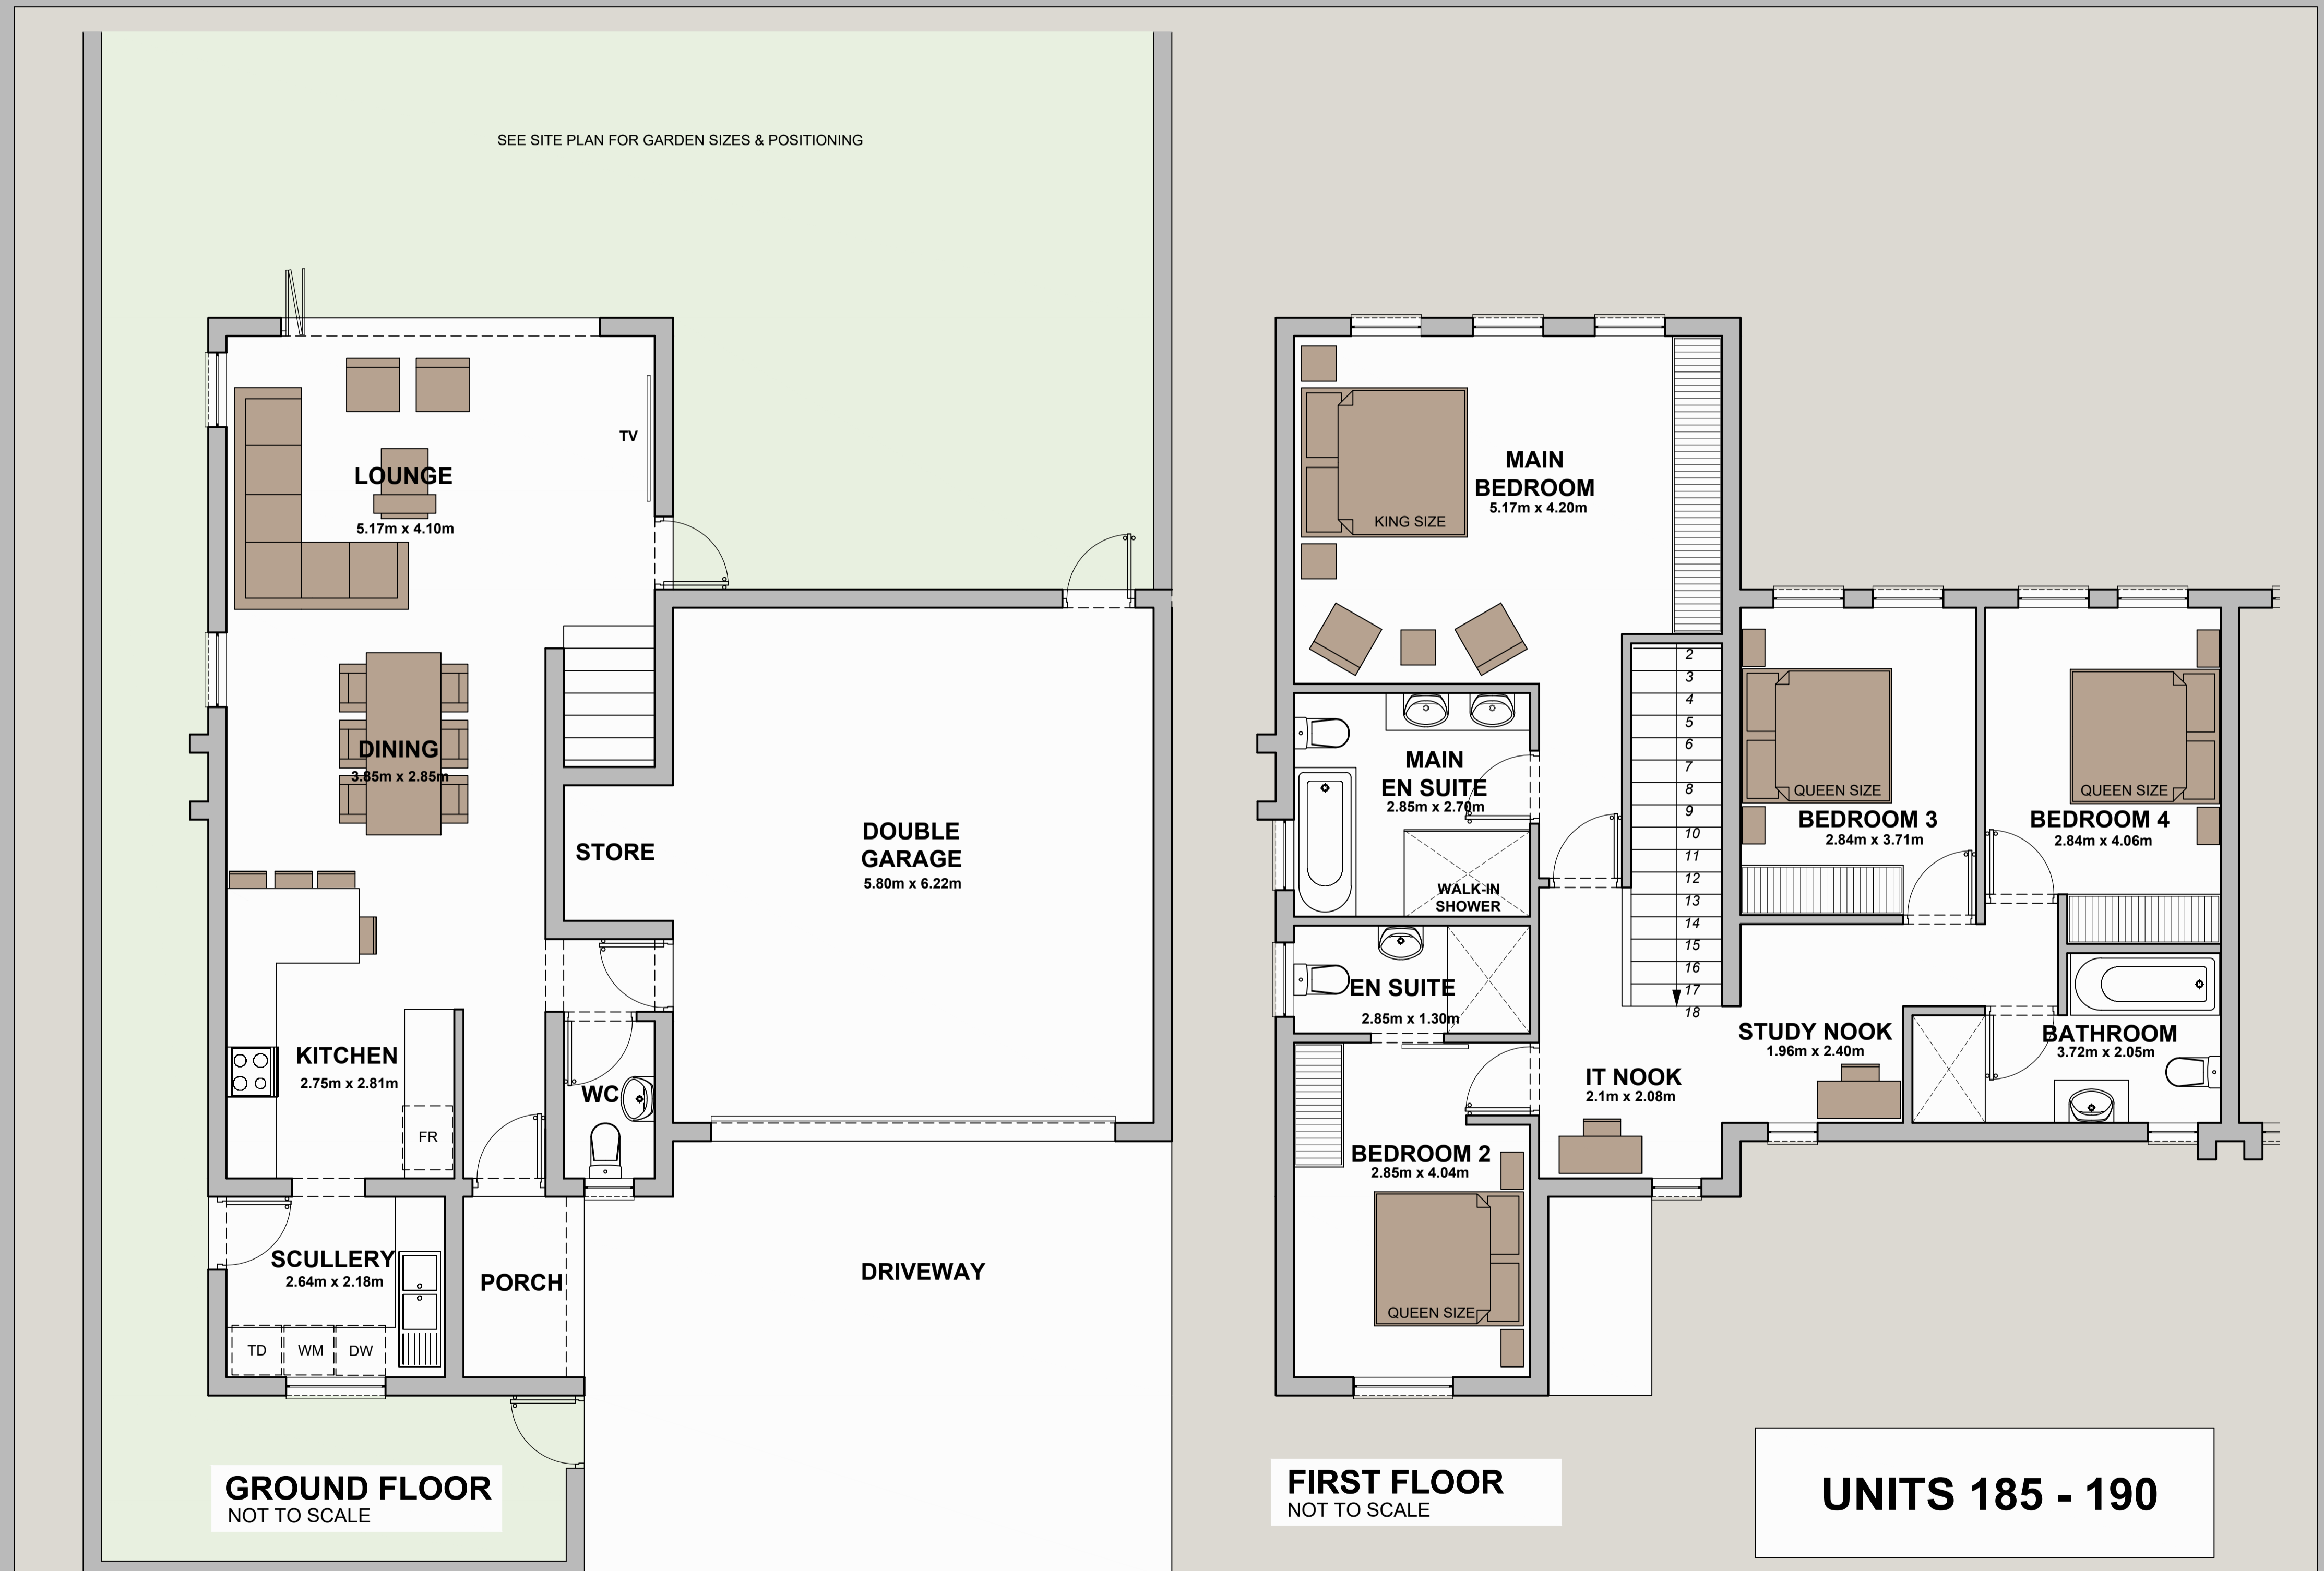 SEE SITE PLAN FOR GARDEN SIZES & POSITIONING
TV
LOUNGE
5.17m x 4.10m
DINING
3.85m x 2.85m
STORE
DOUBLE
GARAGE
5.80m x 6.22m
KITCHEN
2.75m x 2.81m
FR
WC
SCULLERY
2.64m x 2.18m
TD
WM
DW
PORCH
DRIVEWAY
GROUND FLOOR
NOT TO SCALE
MAIN
BEDROOM
5.17m x 4.20m
KING SIZE
MAIN
EN SUITE
2.85m x 2.70m
WALK-IN
SHOWER
EN SUITE
2.85m x 1.30m
2
3
4
5
6
7
8
9
10
11
12
13
14
15
16
17
18
QUEEN SIZE
BEDROOM 3
2.84m x 3.71m
QUEEN SIZE
BEDROOM 4
2.84m x 4.06m
STUDY NOOK
1.96m x 2.40m
BATHROOM
3.72m x 2.05m
IT NOOK
2.1m x 2.08m
BEDROOM 2
2.85m x 4.04m
QUEEN SIZE
FIRST FLOOR
NOT TO SCALE
UNITS 185 - 190